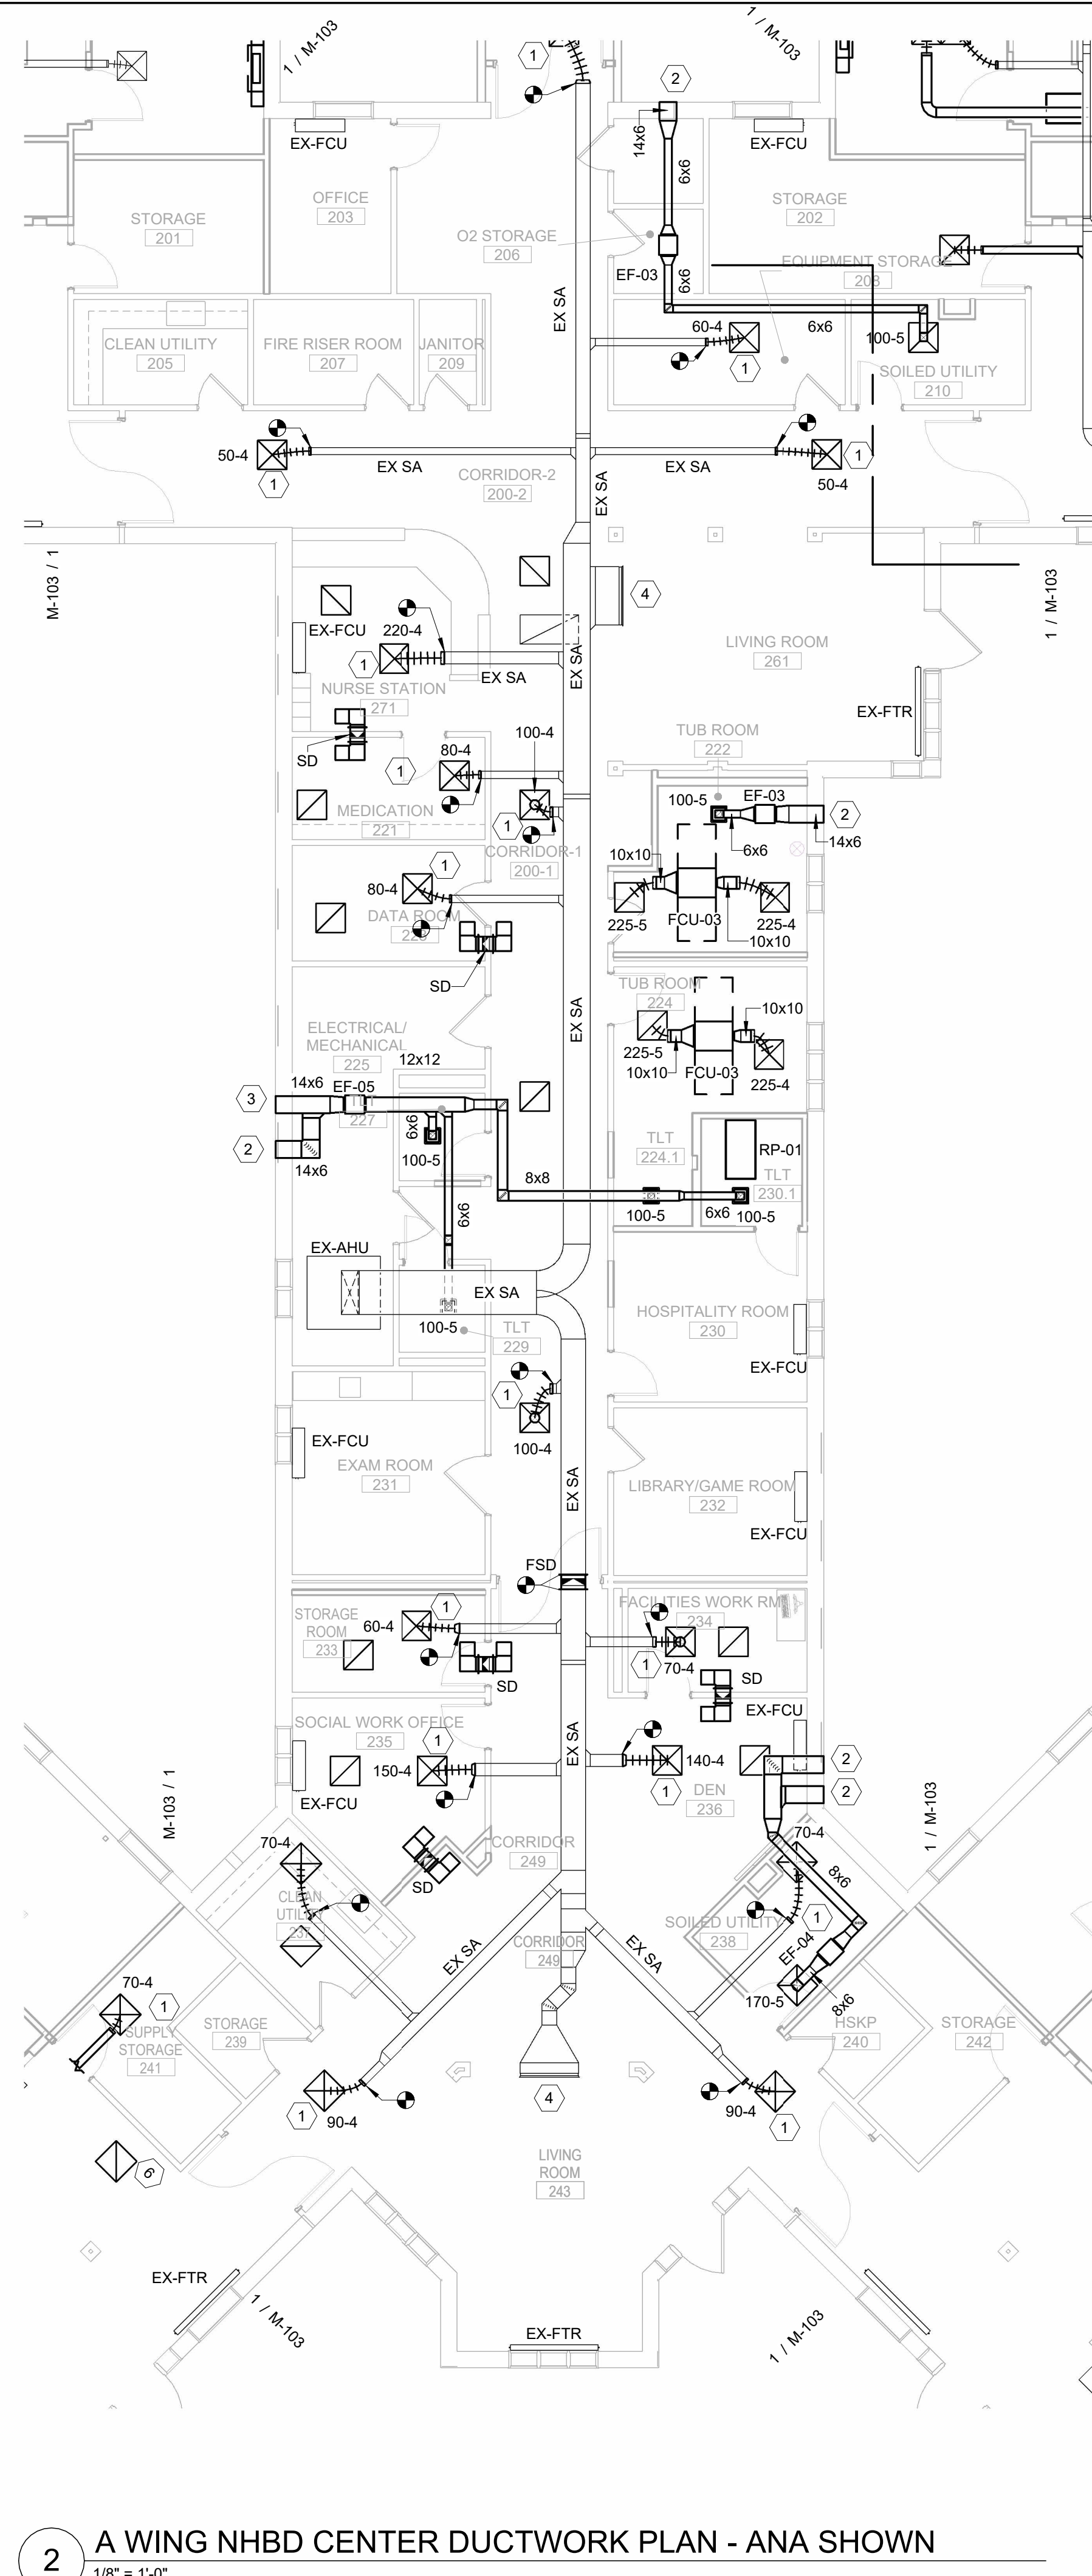 1 / M-103
1 / M-103
1
2
14x6
EX-FCU
6x6
EX-FCU
OFFICE
203
STORAGE
201
STORAGE
202
O2 STORAGE
206
EF-03
6x6
EQUIPMENT STORAGE
208
EX SA
60-4
6x6
100-5
CLEAN UTILITY
205
FIRE RISER ROOM
207
JANITOR
209
1
SOILED UTILITY
210
50-4
1
EX SA
CORRIDOR-2
200-2
EX SA
EX SA
1
50-4
M-103 / 1
1 / M-103
4
EX-FCU
220-4
1
EX SA
EX SA
LIVING ROOM
261
NURSE STATION
271
EX-FTR
SD
100-4
TUB ROOM
222
1
80-4
MEDICATION
221
1
100-5
EF-03
2
6x6
14x6
CORRIDOR-1
200-1
1
80-4
10x10
DATA ROOM
225-5
FCU-03
225-4
10x10
SD
TUB ROOM
224
EX SA
10x10
ELECTRICAL/
MECHANICAL
225
12x12
225-5
10x10
FCU-03
225-4
14x6
EF-05
3
TLT
227
6x6
2
14x6
100-5
TLT
224.1
RP-01
TLT
230.1
8x8
6x6
100-5
6x6
100-5
EX-AHU
EX SA
HOSPITALITY ROOM
230
100-5
TLT
229
EX-FCU
1
100-4
EX-FCU
EXAM ROOM
231
EX SA
LIBRARY/GAME ROOM
232
EX-FCU
FSD
STORAGE
ROOM
233
60-4
1
FACILITIES WORK RM
234
1
70-4
SD
SD
EX-FCU
SOCIAL WORK OFFICE
235
1
EX SA
150-4
140-4
1
2
DEN
236
2
EX-FCU
M-103 / 1
1 / M-103
70-4
CORRIDOR
249
70-4
8x6
SD
CLEAN
UTILITY
237
SOILED UTILITY
238
1
CORRIDOR
249
EX SA
EX SA
EF-04
170-5
8x6
70-4
1
SUPPLY
STORAGE
241
STORAGE
239
HSKP
240
STORAGE
242
1
90-4
4
90-4
1
6
LIVING
ROOM
243
EX-FTR
1 / M-103
EX-FTR
1 / M-103
2
A WING NHBD CENTER DUCTWORK PLAN - ANA SHOWN
1/8" = 1'-0"